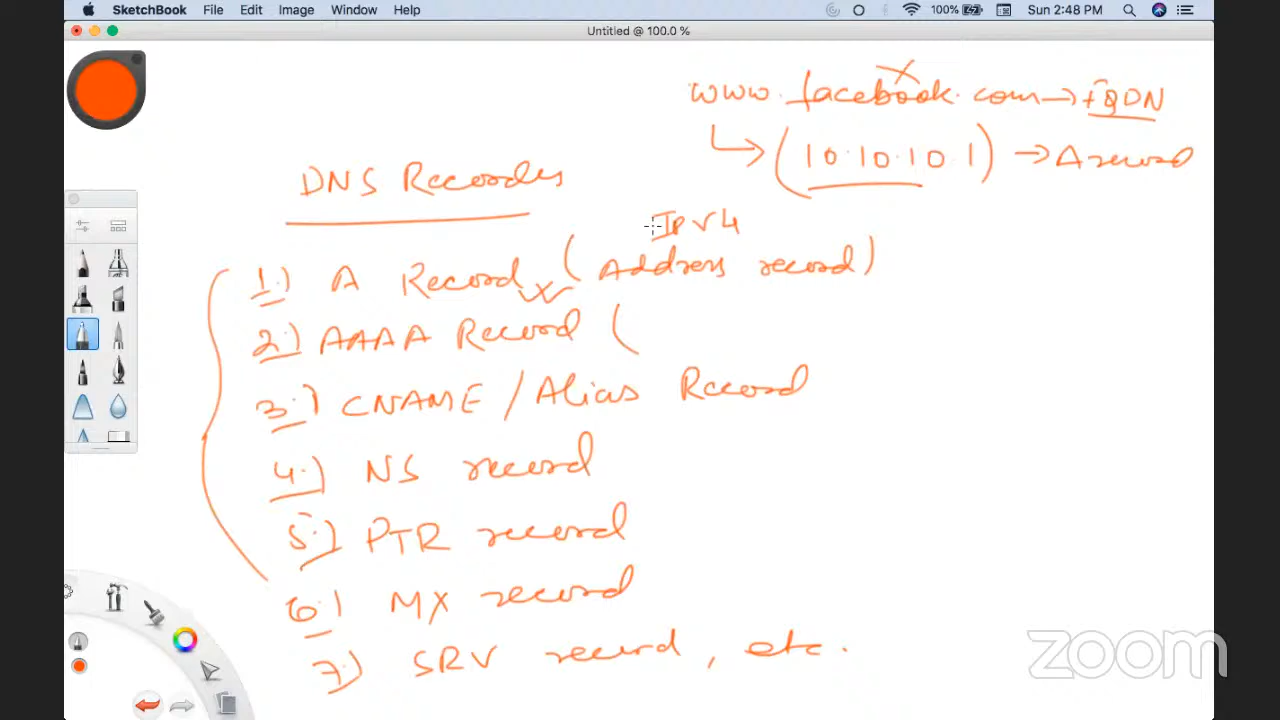 SketchBook File Edit Image Window Help 100% Sun 2:48 PM
Untitled @ 100.0 %
www.facebook.com → FQDN
(10.10.10.1) → A record
DNS Recordes
IPV4
1.) A Record (Address record)
2.) AAAA Record (
3.) CNAME / Alias Record
4.) NS record
5.) PTR record
6.) MX record
7.) SRV record, etc.
zoom